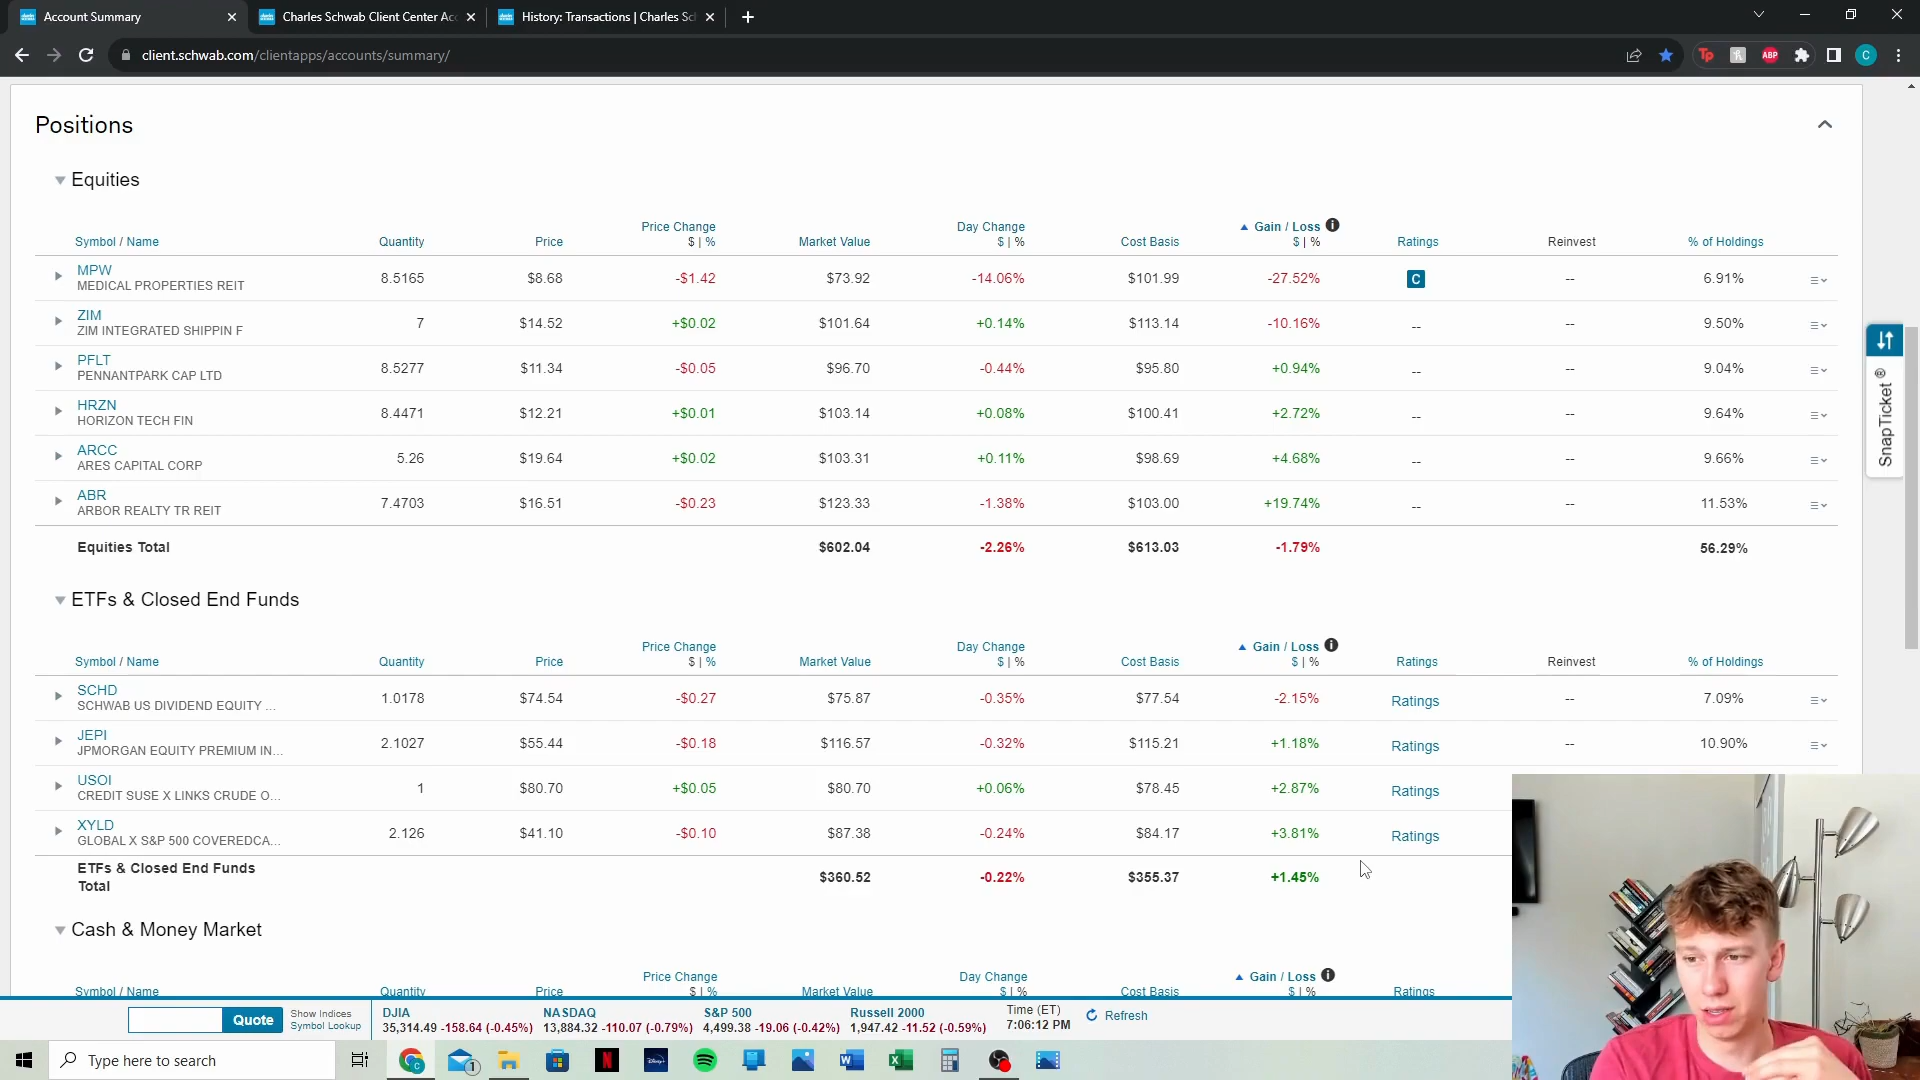 Account Summary
Charles Schwab Client Center Acc
History: Transactions | Charles Sc
client.schwab.com/clientapps/accounts/summary/
Tp
ABP
C
Positions
Equities
Symbol / Name Quantity Price Price Change $ | % Market Value Day Change $ | % Cost Basis Gain / Loss $ | % Ratings Reinvest % of Holdings
MPW 8.5165 $8.68 -$1.42 $73.92 -14.06% $101.99 -27.52% C -- 6.91%
MEDICAL PROPERTIES REIT
ZIM 7 $14.52 +$0.02 $101.64 +0.14% $113.14 -10.16% -- -- 9.50%
ZIM INTEGRATED SHIPPIN F
PFLT 8.5277 $11.34 -$0.05 $96.70 -0.44% $95.80 +0.94% -- -- 9.04%
PENNANTPARK CAP LTD
HRZN 8.4471 $12.21 +$0.01 $103.14 +0.08% $100.41 +2.72% -- -- 9.64%
HORIZON TECH FIN
ARCC 5.26 $19.64 +$0.02 $103.31 +0.11% $98.69 +4.68% -- -- 9.66%
ARES CAPITAL CORP
ABR 7.4703 $16.51 -$0.23 $123.33 -1.38% $103.00 +19.74% -- -- 11.53%
ARBOR REALTY TR REIT
Equities Total $602.04 -2.26% $613.03 -1.79% 56.29%
SnapTicket ®
ETFs & Closed End Funds
Symbol / Name Quantity Price Price Change $ | % Market Value Day Change $ | % Cost Basis Gain / Loss $ | % Ratings Reinvest % of Holdings
SCHD 1.0178 $74.54 -$0.27 $75.87 -0.35% $77.54 -2.15% Ratings -- 7.09%
SCHWAB US DIVIDEND EQUITY ...
JEPI 2.1027 $55.44 -$0.18 $116.57 -0.32% $115.21 +1.18% Ratings -- 10.90%
JPMORGAN EQUITY PREMIUM IN...
USOI 1 $80.70 +$0.05 $80.70 +0.06% $78.45 +2.87% Ratings
CREDIT SUSE X LINKS CRUDE O...
XYLD 2.126 $41.10 -$0.10 $87.38 -0.24% $84.17 +3.81% Ratings
GLOBAL X S&P 500 COVEREDCA...
ETFs & Closed End Funds
Total $360.52 -0.22% $355.37 +1.45%
Cash & Money Market
Symbol / Name Quantity Price Price Change $ | % Market Value Day Change $ | % Cost Basis Gain / Loss $ | % Ratings
Quote
Show Indices
Symbol Lookup
DJIA
35,314.49 -158.64 (-0.45%)
NASDAQ
13,884.32 -110.07 (-0.79%)
S&P 500
4,499.38 -19.06 (-0.42%)
Russell 2000
1,947.42 -11.52 (-0.59%)
Time (ET)
7:06:12 PM
Refresh
Type here to search